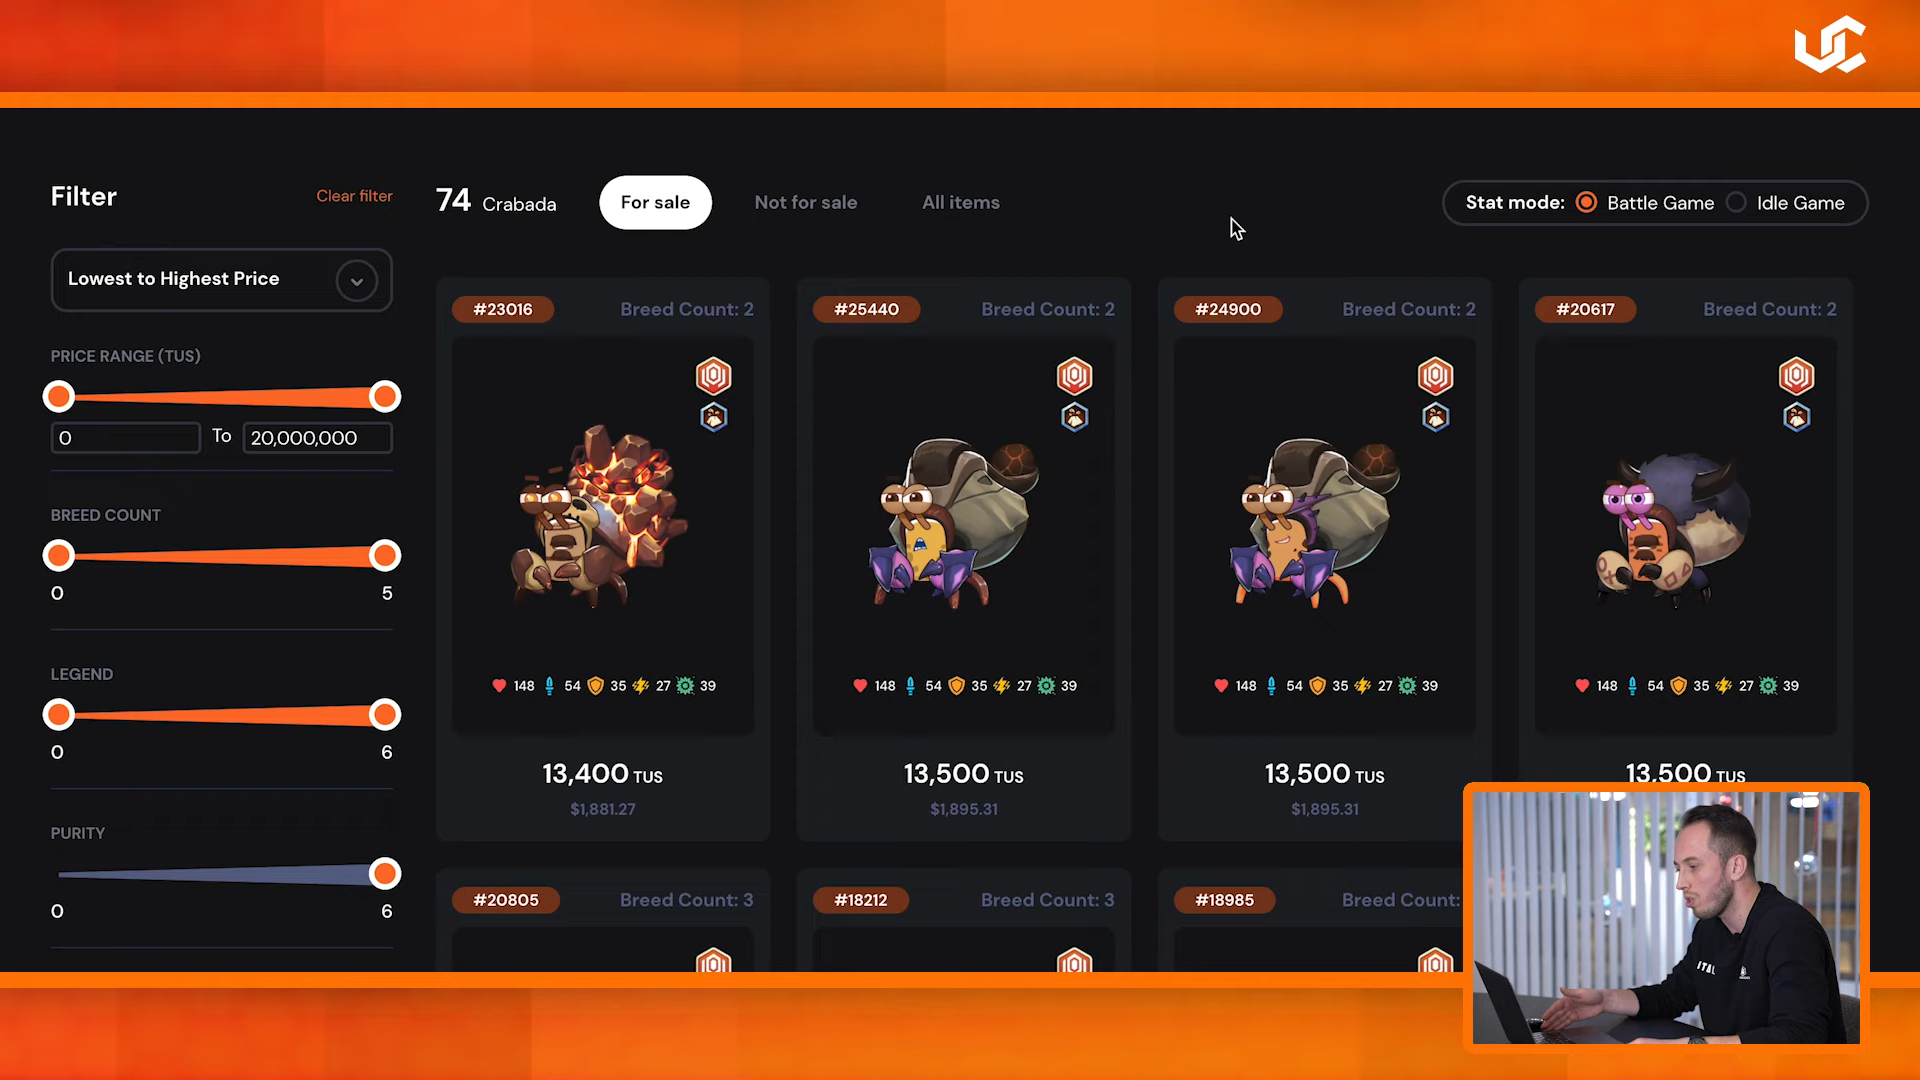 Filter
Clear filter
74 Crabada
For sale
Not for sale
All items
Stat mode: Battle Game Idle Game
Lowest to Highest Price
PRICE RANGE (TUS)
0 To 20,000,000
BREED COUNT
0 5
LEGEND
0 6
PURITY
0 6
#23016 Breed Count: 2
148 54 35 27 39
13,400 TUS
$1,881.27
#25440 Breed Count: 2
148 54 35 27 39
13,500 TUS
$1,895.31
#24900 Breed Count: 2
148 54 35 27 39
13,500 TUS
$1,895.31
#20617 Breed Count: 2
148 54 35 27 39
13,500 TUS
#20805 Breed Count: 3
#18212 Breed Count: 3
#18985 Breed Count: